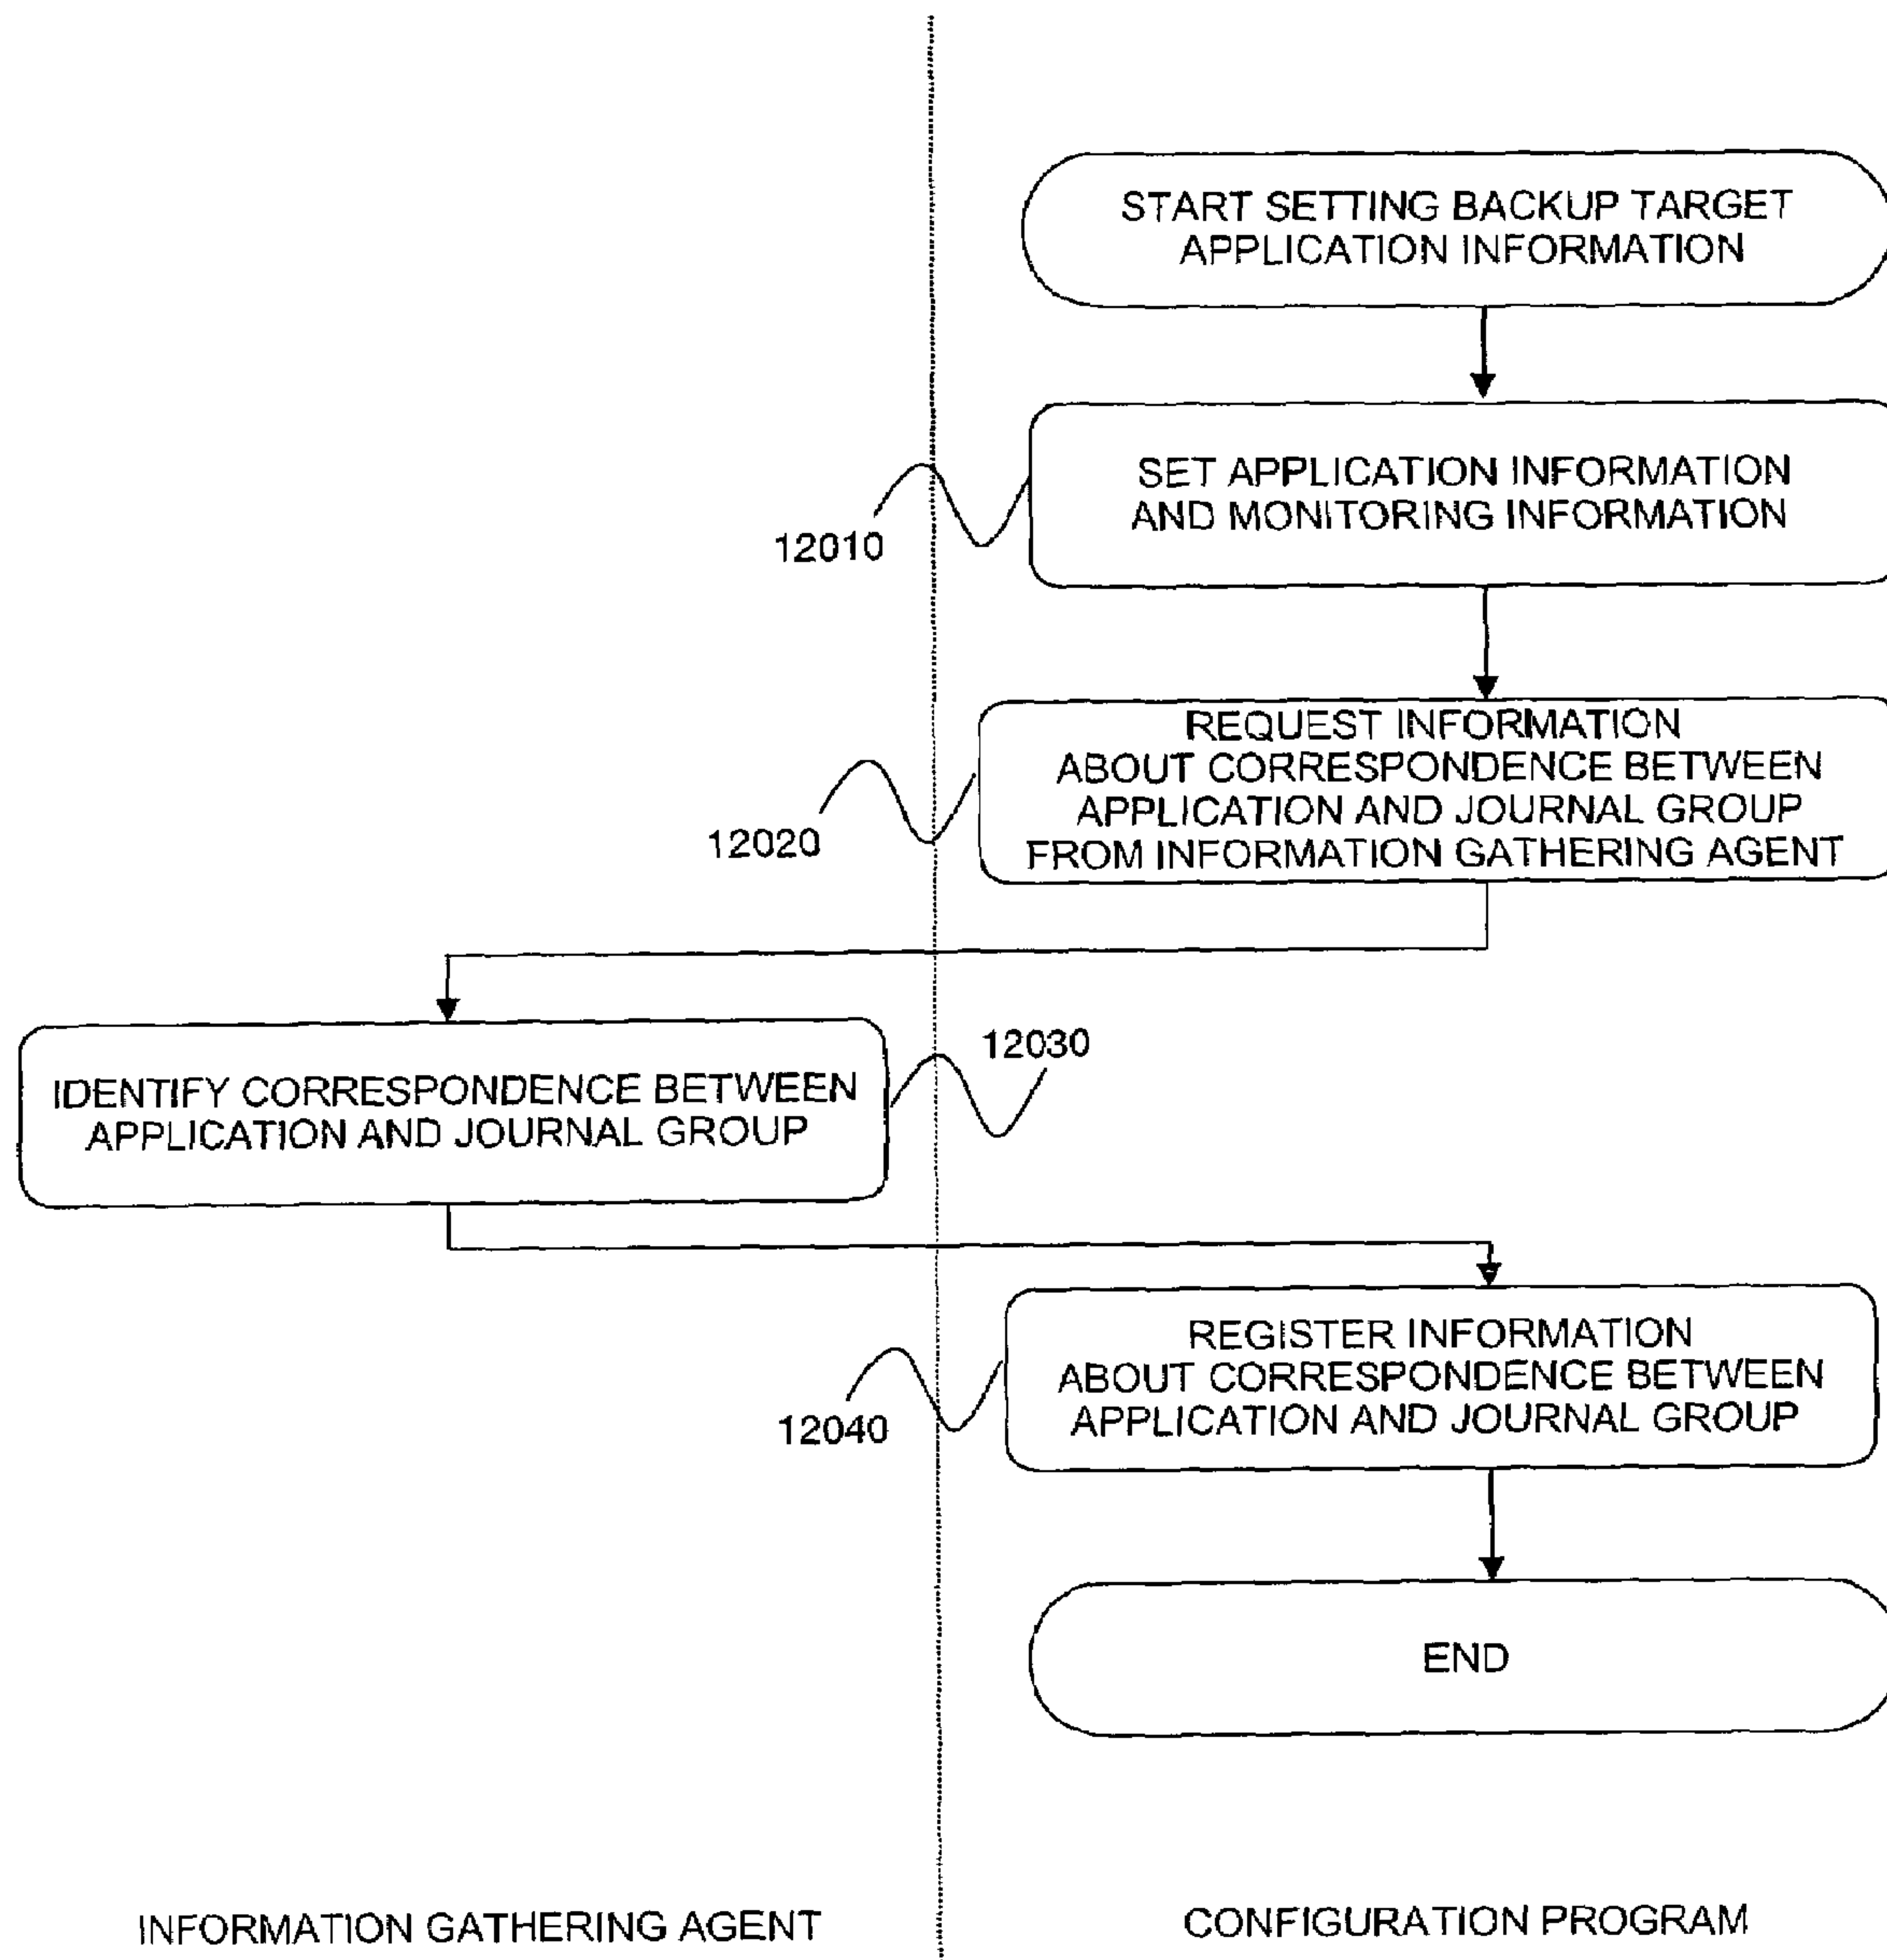 START SETTING BACKUP TARGET
APPLICATION INFORMATION
SET APPLICATION INFORMATION
AND MONITORING INFORMATION
12010
REQUEST INFORMATION
ABOUT CORRESPONDENCE BETWEEN
APPLICATION AND JOURNAL GROUP
FROM INFORMATION GATHERING AGENT
12020
12030
IDENTIFY CORRESPONDENCE BETWEEN
APPLICATION AND JOURNAL GROUP
REGISTER INFORMATION
ABOUT CORRESPONDENCE BETWEEN
APPLICATION AND JOURNAL GROUP
12040
END
INFORMATION GATHERING AGENT
CONFIGURATION PROGRAM